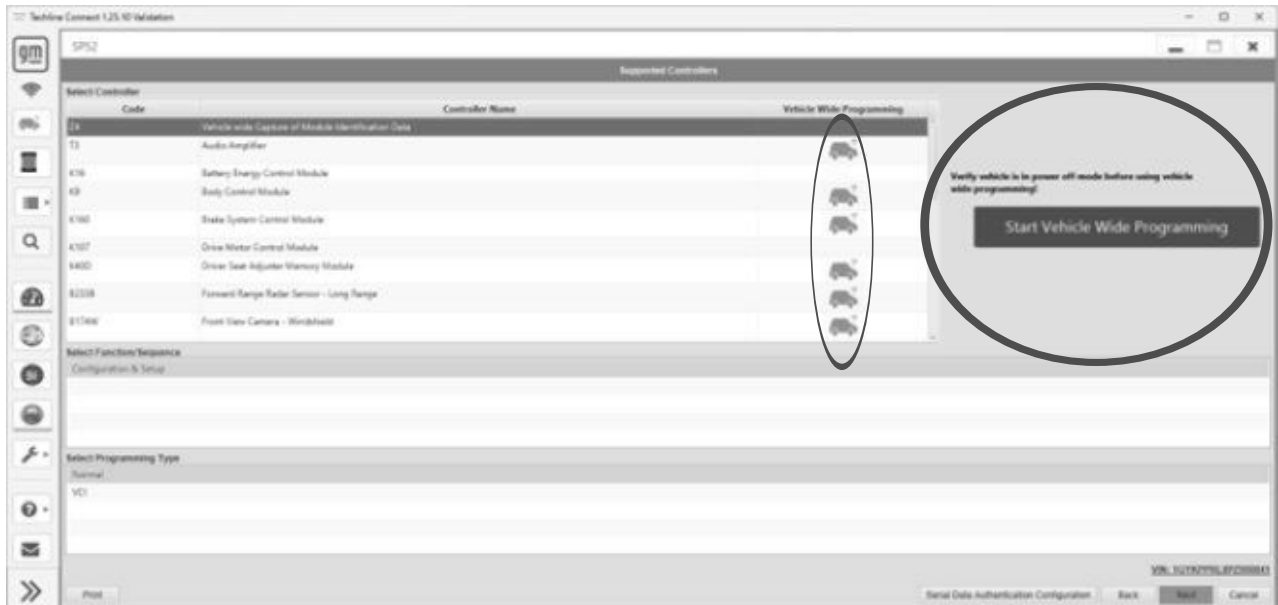 Techline Connect 1.25.10 Validation
gm
SPS2
Supported Controllers
Select Controller
Code Controller Name Vehicle Wide Programming
Vehicle wide Capture of Module Identification Data
T3 Audio Amplifier
K16 Battery Energy Control Module
K9 Body Control Module
K160 Brake System Control Module
K107 Drive Motor Control Module
K40D Driver Seat Adjuster Memory Module
B233B Forward Range Radar Sensor - Long Range
B174W Front View Camera - Windshield
Verify vehicle is in power off mode before using vehicle
wide programming!
Start Vehicle Wide Programming
Select Function/Sequence
Configuration & Setup
Select Programming Type
Normal
VCI
VIN:
Print Serial Data Authentication Configuration Back Next Cancel